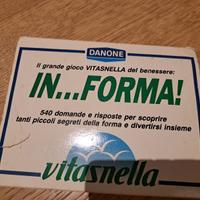 DANONE
Il grande gioco VITASNELLA del benessere:
IN...FORMA!
540 domande e risposte per scoprire
tanti piccoli segreti della forma e divertirsi insieme
vitasnella